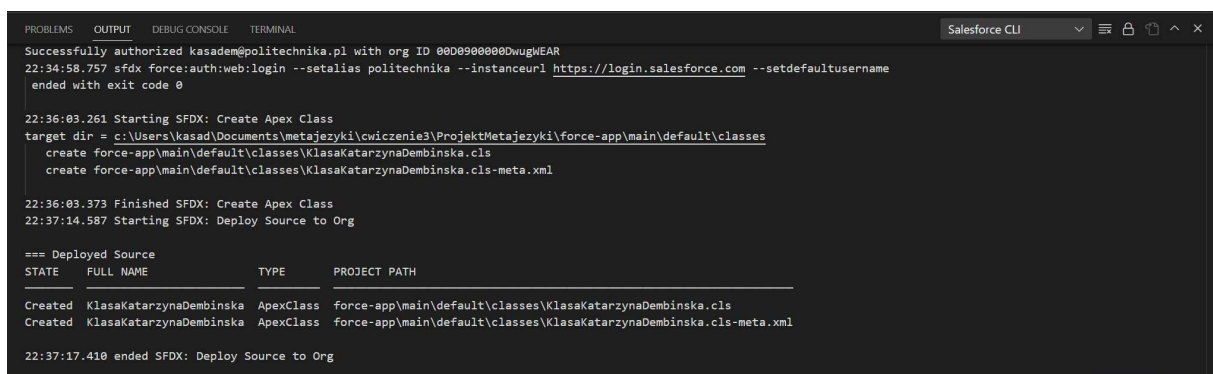 PROBLEMS OUTPUT DEBUG CONSOLE TERMINAL Salesforce CLI
Successfully authorized kasadem@politechnika.pl with org ID 00D0900000DwugWEAR
22:34:58.757 sfdx force:auth:web:login --setalias politechnika --instanceurl https://login.salesforce.com --setdefaultusername
ended with exit code 0
22:36:03.261 Starting SFDX: Create Apex Class
target dir = c:\Users\kasad\Documents\metajezyki\cwiczenie3\ProjektMetajezyki\force-app\main\default\classes
create force-app\main\default\classes\KlasaKatarzynaDembinska.cls
create force-app\main\default\classes\KlasaKatarzynaDembinska.cls-meta.xml
22:36:03.373 Finished SFDX: Create Apex Class
22:37:14.587 Starting SFDX: Deploy Source to Org
=== Deployed Source
STATE FULL NAME TYPE PROJECT PATH
Created KlasaKatarzynaDembinska ApexClass force-app\main\default\classes\KlasaKatarzynaDembinska.cls
Created KlasaKatarzynaDembinska ApexClass force-app\main\default\classes\KlasaKatarzynaDembinska.cls-meta.xml
22:37:17.410 ended SFDX: Deploy Source to Org